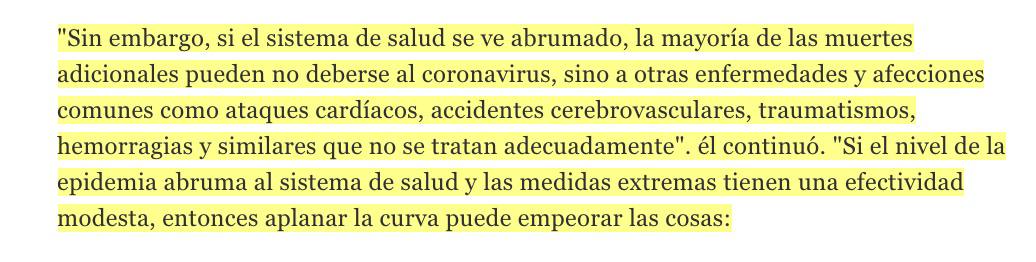 "Sin embargo, si el sistema de salud se ve abrumado, la mayoría de las muertes
adicionales pueden no deberse al coronavirus, sino a otras enfermedades y afecciones
comunes como ataques cardíacos, accidentes cerebrovasculares, traumatismos,
hemorragias y similares que no se tratan adecuadamente". él continuó. "Si el nivel de la
epidemia abruma al sistema de salud y las medidas extremas tienen una efectividad
modesta, entonces aplanar la curva puede empeorar las cosas: